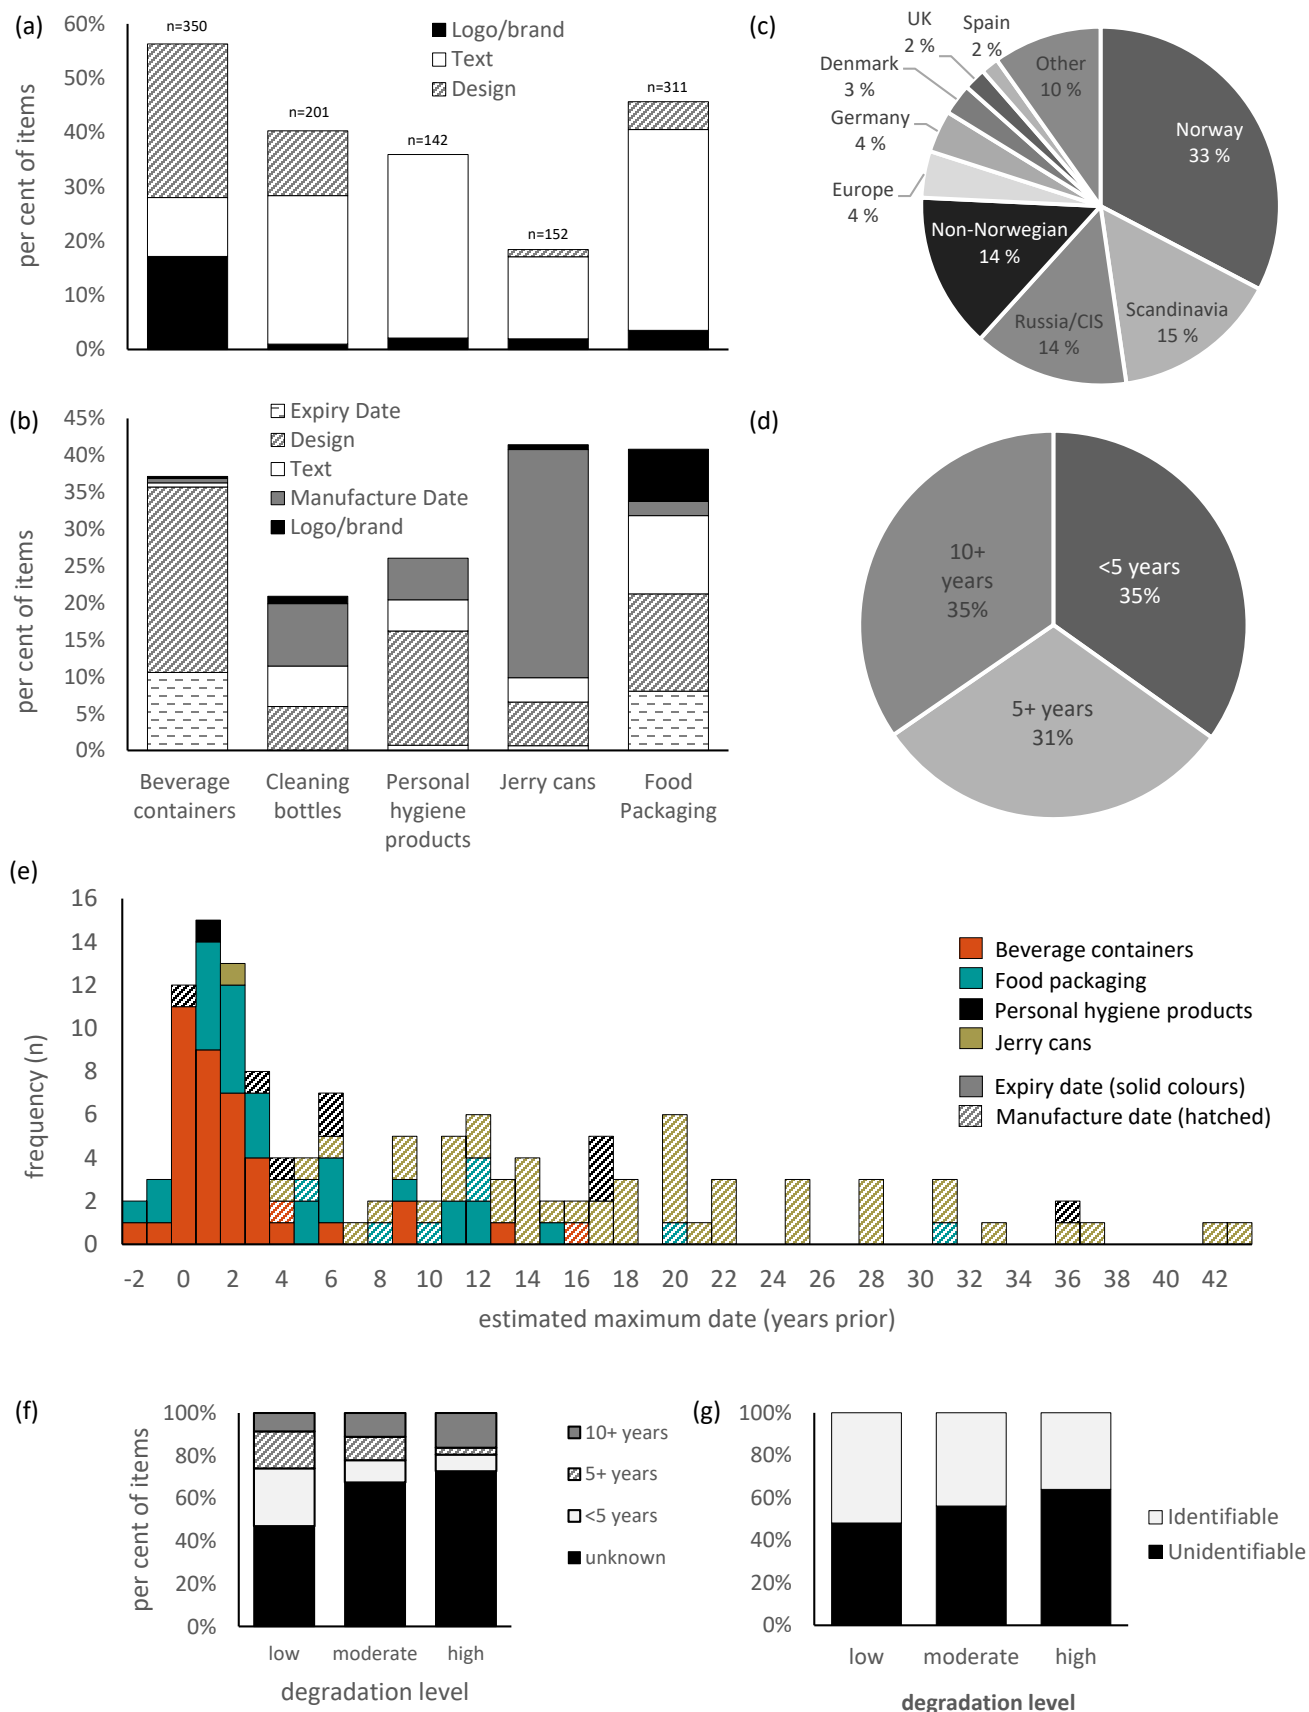 (a)
60%
50%
40%
30%
20%
10%
0%
per cent of items
n=350
n=201
n=142
n=152
n=311
Logo/brand
Text
Design
(c)
UK
2 %
Spain
2 %
Denmark
3 %
Germany
4 %
Europe
4 %
Other
10 %
Norway
33 %
Non-Norwegian
14 %
Russia/CIS
14 %
Scandinavia
15 %
(b)
45%
40%
35%
30%
25%
20%
15%
10%
5%
0%
per cent of items
Expiry Date
Design
Text
Manufacture Date
Logo/brand
Beverage
containers
Cleaning
bottles
Personal
hygiene
products
Jerry cans
Food
Packaging
(d)
10+
years
35%
<5 years
35%
5+ years
31%
(e)
16
14
12
10
8
6
4
2
0
frequency (n)
Beverage containers
Food packaging
Personal hygiene products
Jerry cans
Expiry date (solid colours)
Manufacture date (hatched)
-2 0 2 4 6 8 10 12 14 16 18 20 22 24 26 28 30 32 34 36 38 40 42
estimated maximum date (years prior)
(f)
100%
80%
60%
40%
20%
0%
per cent of items
10+ years
5+ years
<5 years
unknown
low moderate high
degradation level
(g)
100%
80%
60%
40%
20%
0%
Identifiable
Unidentifiable
low moderate high
degradation level